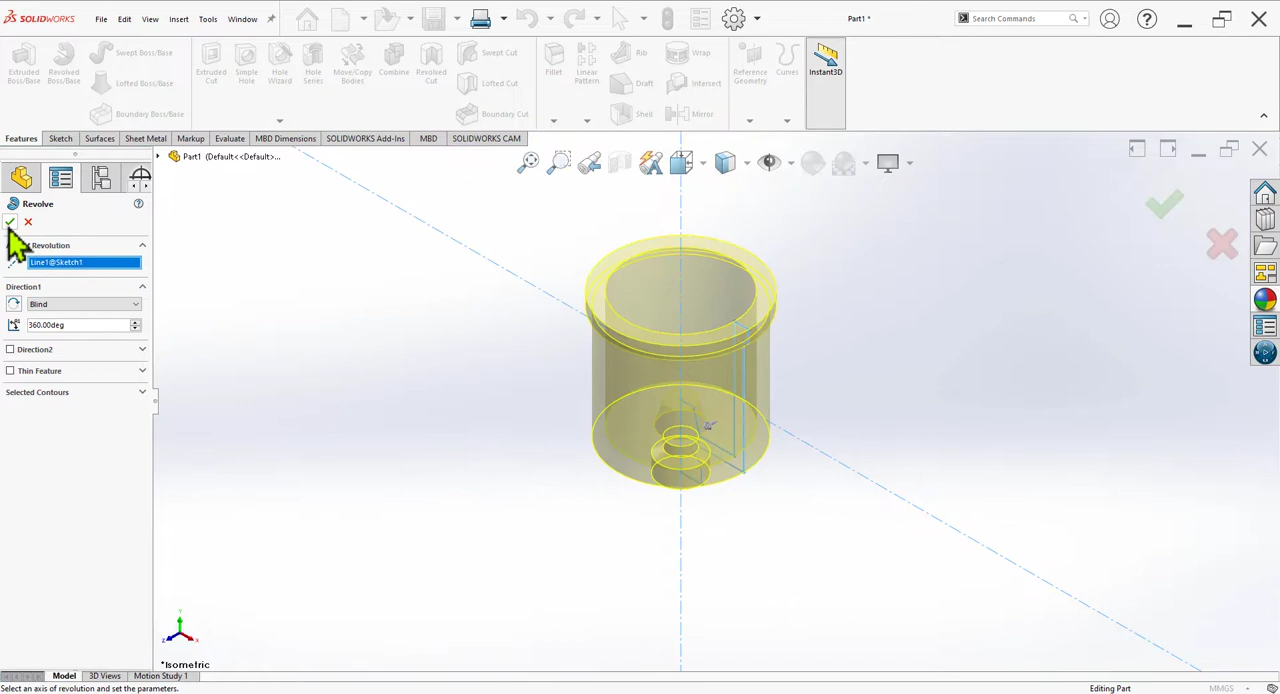 SOLIDWORKS File Edit View Insert Tools Window Part1 * Search Commands
Extruded Boss/Base
Revolved Boss/Base
Swept Boss/Base
Lofted Boss/Base
Boundary Boss/Base
Extruded Cut
Simple Hole
Hole Wizard
Hole Series
Move/Copy Bodies
Combine
Revolved Cut
Swept Cut
Lofted Cut
Boundary Cut
Fillet
Linear Pattern
Rib
Draft
Shell
Wrap
Intersect
Mirror
Reference Geometry
Curves
Instant3D
Features Sketch Surfaces Sheet Metal Markup Evaluate MBD Dimensions SOLIDWORKS Add-Ins MBD SOLIDWORKS CAM
Part1 (Default<<Default>...
Revolve
Revolution
Line1@Sketch1
Direction1
Blind
360.00deg
Direction2
Thin Feature
Selected Contours
Y
Z X
*Isometric
Model 3D Views Motion Study 1
Select an axis of revolution and set the parameters. Editing Part MMGS